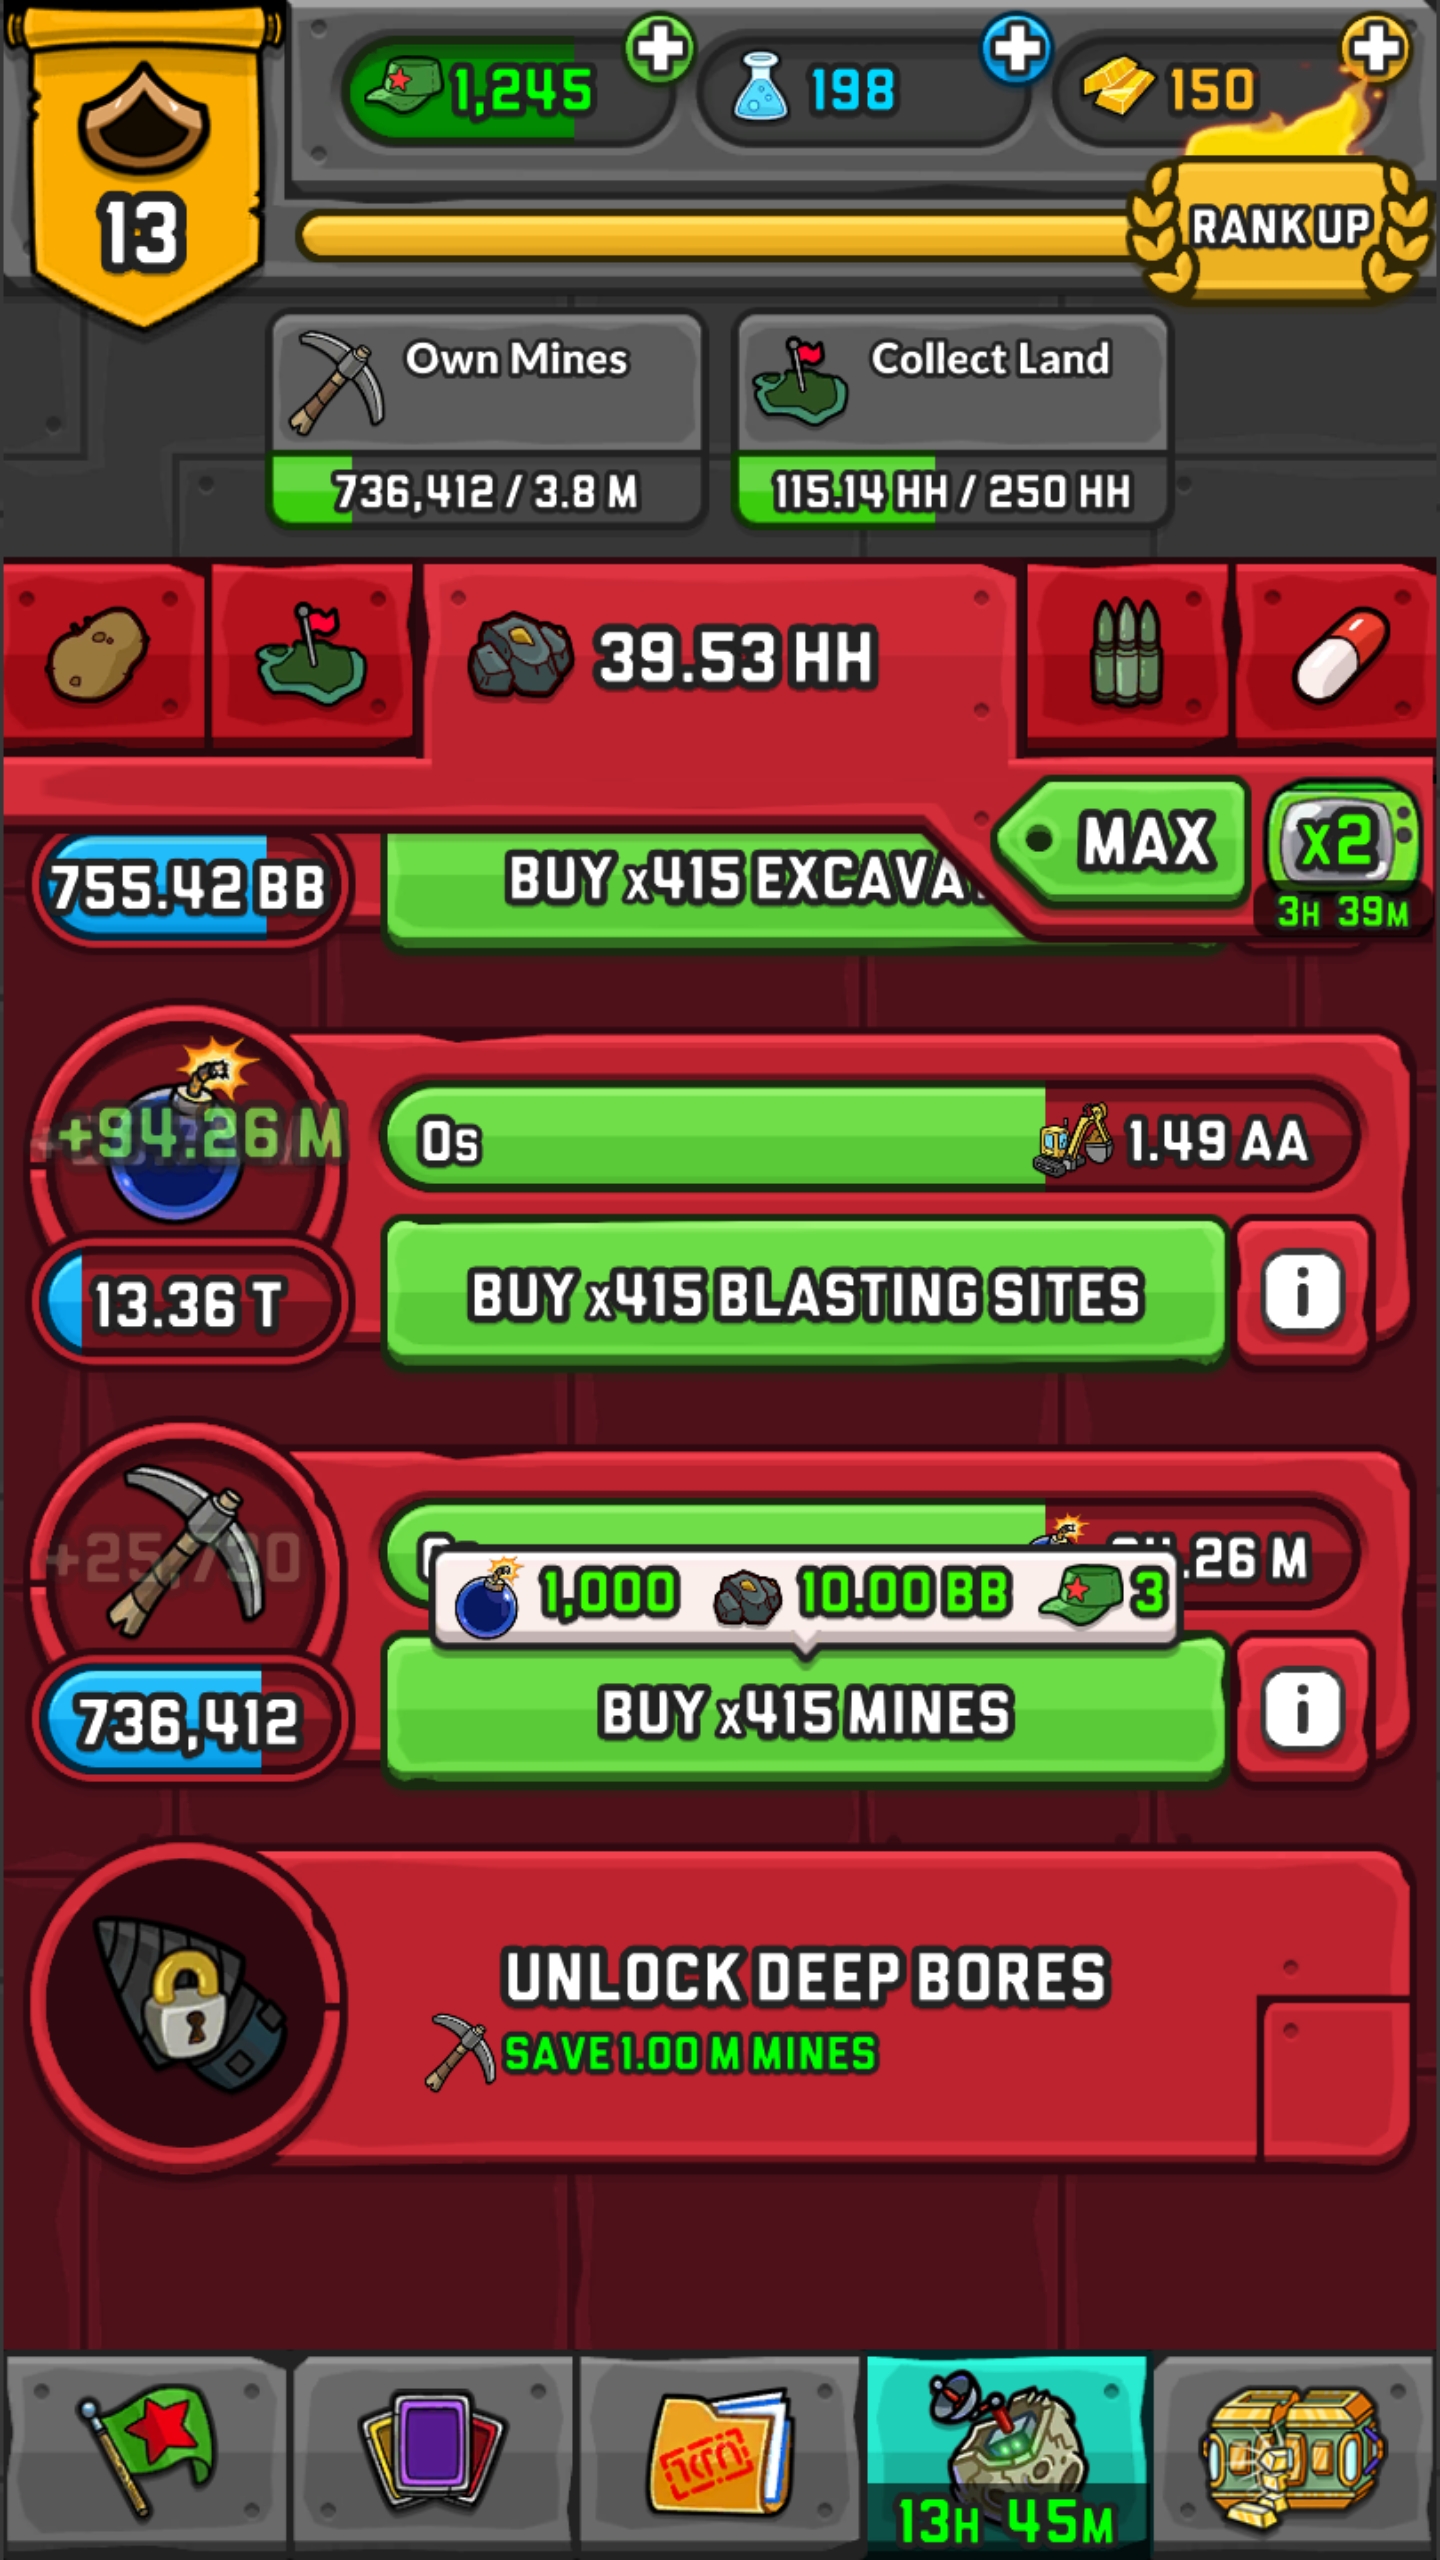 1,245
198
150
13
RANK UP
Own Mines
736,412 / 3.8 M
Collect Land
115.14 HH / 250 HH
39.53 HH
MAX
x2
3H 39M
755.42 BB
BUY x415 EXCAVA
+94.26 M
0s
1.49 AA
13.36 T
BUY x415 BLASTING SITES
i
.26 M
1,000
10.00 BB
3
736,412
BUY x415 MINES
i
UNLOCK DEEP BORES
SAVE 1.00 M MINES
13H 45M